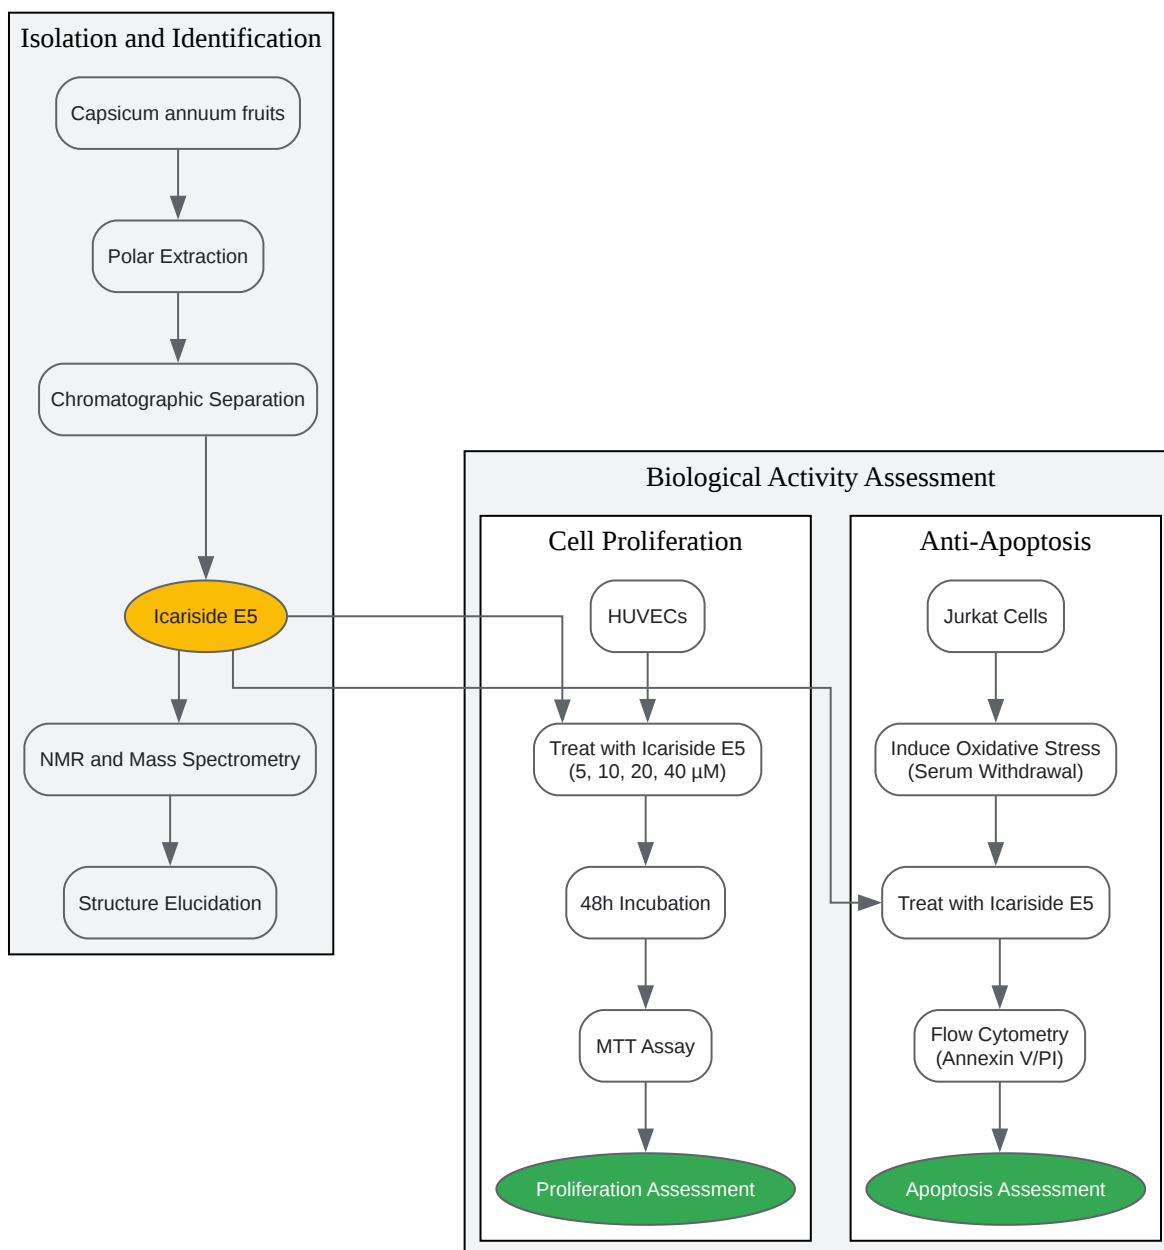 Isolation and Identification
Capsicum annuum fruits
Polar Extraction
Chromatographic Separation
Icariside E5
NMR and Mass Spectrometry
Structure Elucidation
Biological Activity Assessment
Cell Proliferation
HUVECs
Treat with Icariside E5
(5, 10, 20, 40 µM)
48h Incubation
MTT Assay
Proliferation Assessment
Anti-Apoptosis
Jurkat Cells
Induce Oxidative Stress
(Serum Withdrawal)
Treat with Icariside E5
Flow Cytometry
(Annexin V/PI)
Apoptosis Assessment